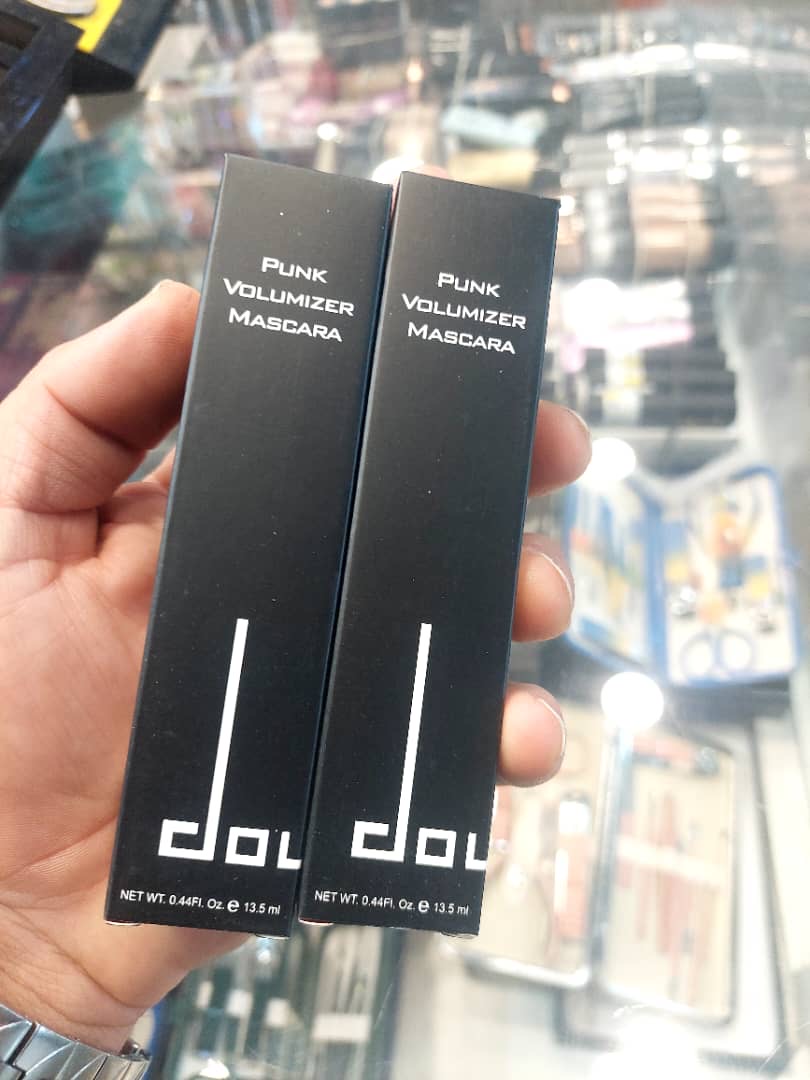 PUNK
VOLUMIZER
MASCARA
dou
NET WT. 0.44Fl. Oz. e 13.5 ml
PUNK
VOLUMIZER
MASCARA
dou
NET WT. 0.44Fl. Oz. e 13.5 ml